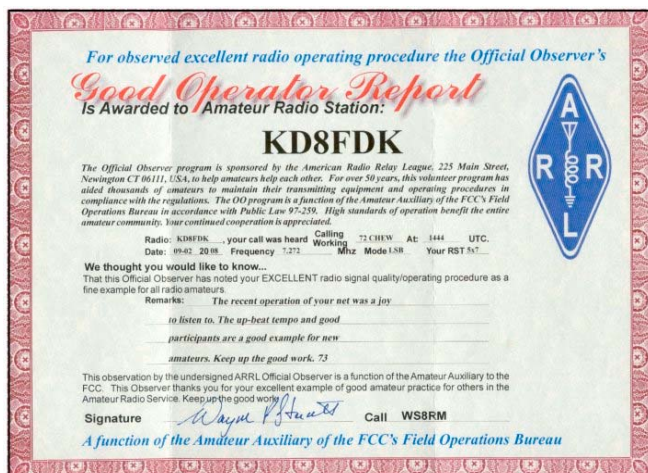 For observed excellent radio operating procedure the Official Observer's
Good Operator Report
Is Awarded to Amateur Radio Station:
KD8FDK
A
R R
L
The Official Observer program is sponsored by the American Radio Relay League, 225 Main Street,
Newington CT 06111, USA, to help amateurs help each other. For over 50 years, this volunteer program has
aided thousands of amateurs to maintain their transmitting equipment and operating procedures in
compliance with the regulations. The OO program is a function of the Amateur Auxiliary of the FCC's Field
Operations Bureau in accordance with Public Law 97-259. High standards of operation benefit the entire
amateur community. Your continued cooperation is appreciated.
Radio: KD8FDK , your call was heard Calling Working 72 CHEW At: 1444 UTC.
Date: 09-02 20 08 Frequency 7.272 Mhz Mode LSB Your RST 5x7
We thought you would like to know...
That this Official Observer has noted your EXCELLENT radio signal quality/operating procedure as a
fine example for all radio amateurs.
Remarks: The recent operation of your net was a joy
to listen to. The up-beat tempo and good
participants are a good example for new
amateurs. Keep up the good work. 73
This observation by the undersigned ARRL Official Observer is a function of the Amateur Auxiliary to the
FCC. This Observer thanks you for your excellent example of good amateur practice for others in the
Amateur Radio Service. Keep up the good work
Signature Wayne Call WS8RM
A function of the Amateur Auxiliary of the FCC's Field Operations Bureau